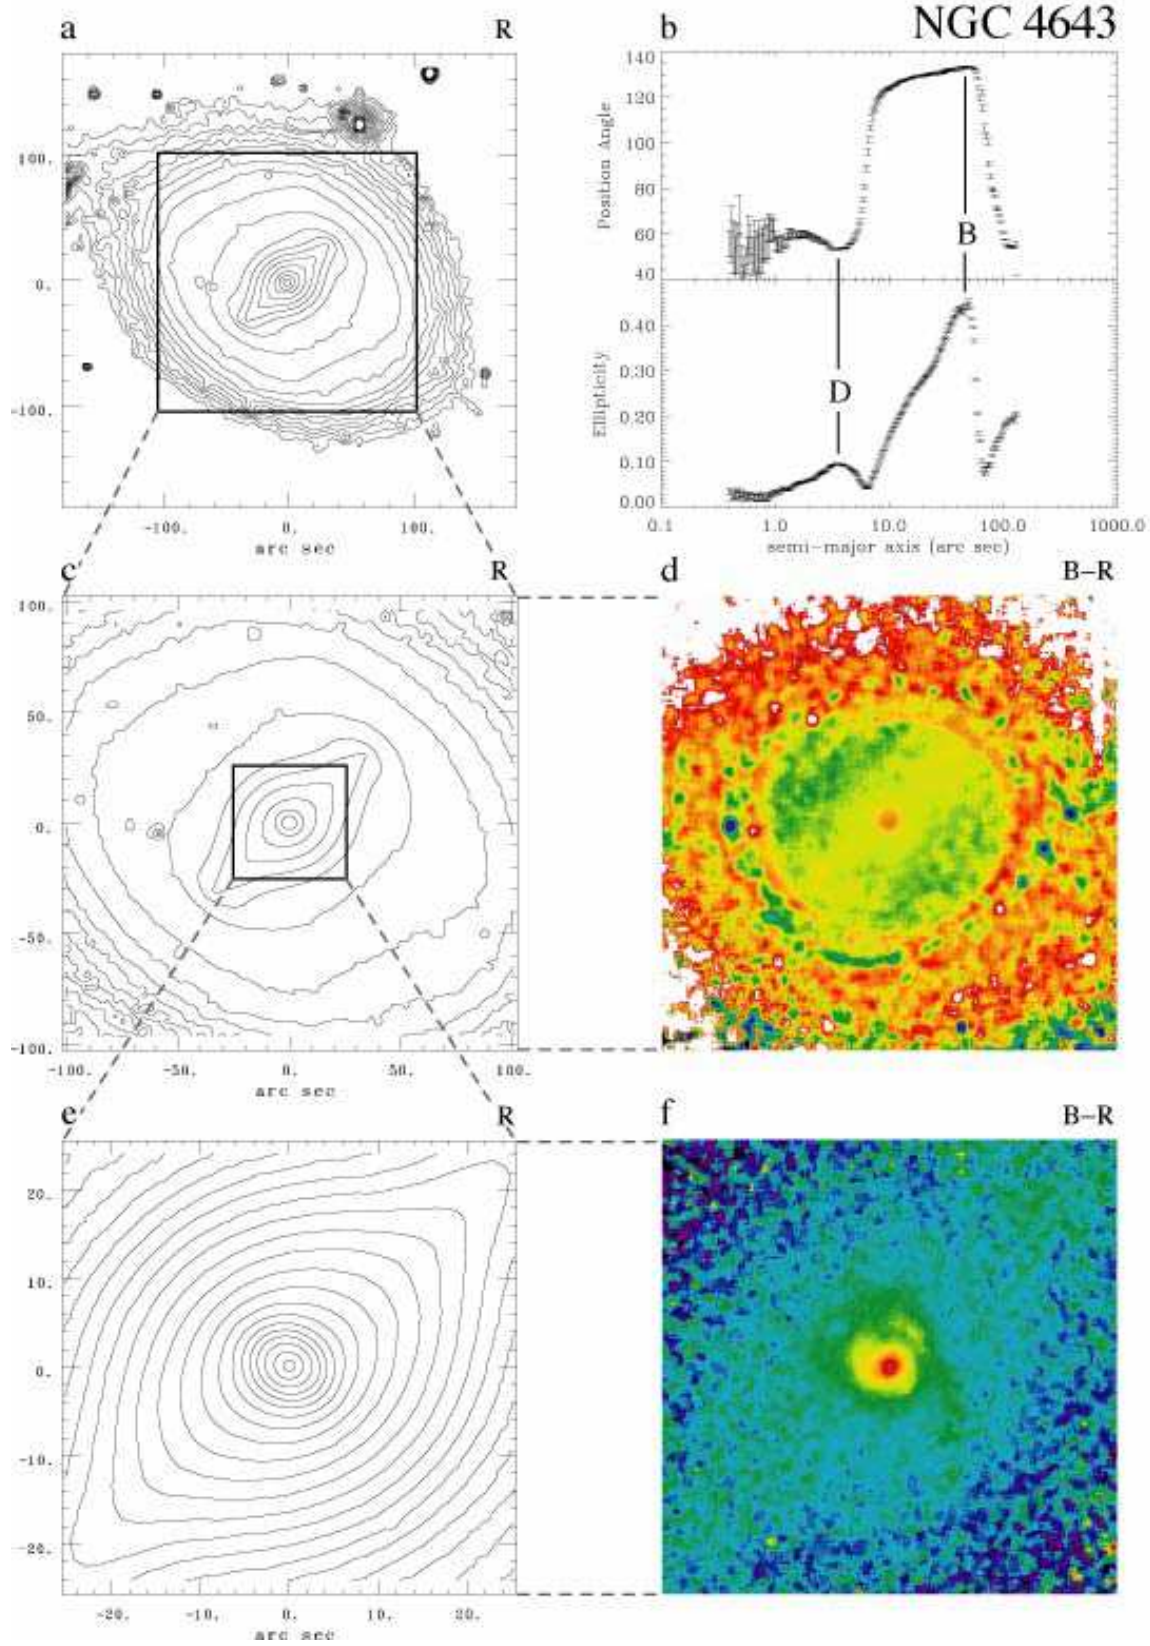 a
R
b
NGC 4643
100.
0.
-100.
-100.
0.
100.
arc sec
140
120
100
80
60
40
Position Angle
B
0.40
0.30
0.20
0.10
0.00
Ellipticity
D
0.1
1.0
10.0
100.0
1000.0
semi-major axis (arc sec)
c
R
d
B-R
100.
50.
0.
-50.
-100.
-100.
-50.
0.
50.
100.
arc sec
e
R
f
B-R
20.
10.
0.
-10.
-20.
-20.
-10.
0.
10.
20.
arc sec